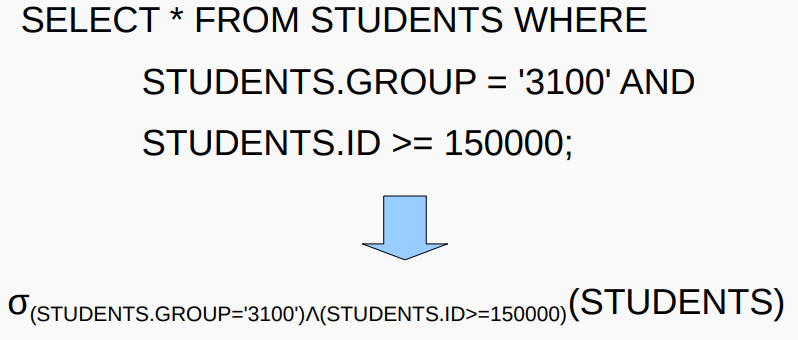 SELECT * FROM STUDENTS WHERE
STUDENTS.GROUP = '3100' AND
STUDENTS.ID >= 150000;
σ(STUDENTS.GROUP='3100')Λ(STUDENTS.ID>=150000)(STUDENTS)